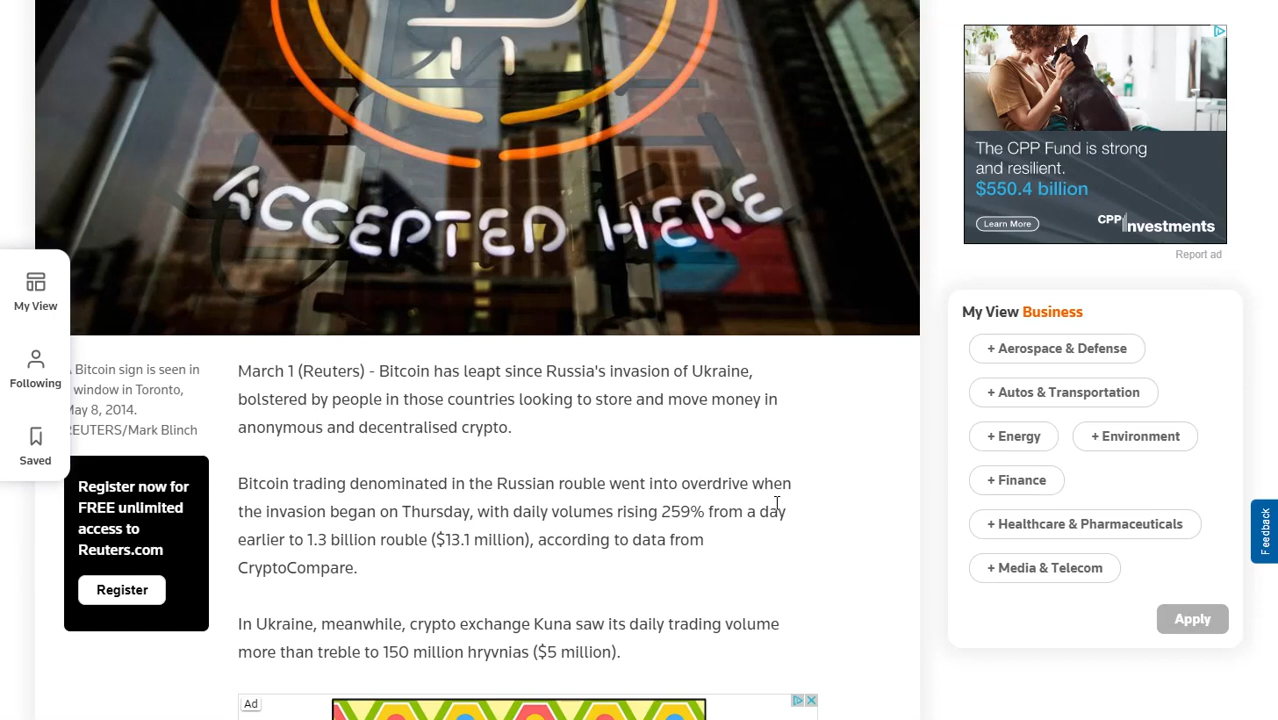 ACCEPTED HERE
The CPP Fund is strong
and resilient.
$550.4 billion
Learn More
CPP
Investments
Report ad
My View
Following
Saved
Bitcoin sign is seen in
window in Toronto,
May 8, 2014.
REUTERS/Mark Blinch
Register now for
FREE unlimited
access to
Reuters.com
Register
March 1 (Reuters) - Bitcoin has leapt since Russia's invasion of Ukraine,
bolstered by people in those countries looking to store and move money in
anonymous and decentralised crypto.
Bitcoin trading denominated in the Russian rouble went into overdrive when
the invasion began on Thursday, with daily volumes rising 259% from a day
earlier to 1.3 billion rouble ($13.1 million), according to data from
CryptoCompare.
In Ukraine, meanwhile, crypto exchange Kuna saw its daily trading volume
more than treble to 150 million hryvnias ($5 million).
Ad
My View Business
+ Aerospace & Defense
+ Autos & Transportation
+ Energy
+ Environment
+ Finance
+ Healthcare & Pharmaceuticals
+ Media & Telecom
Apply
Feedback